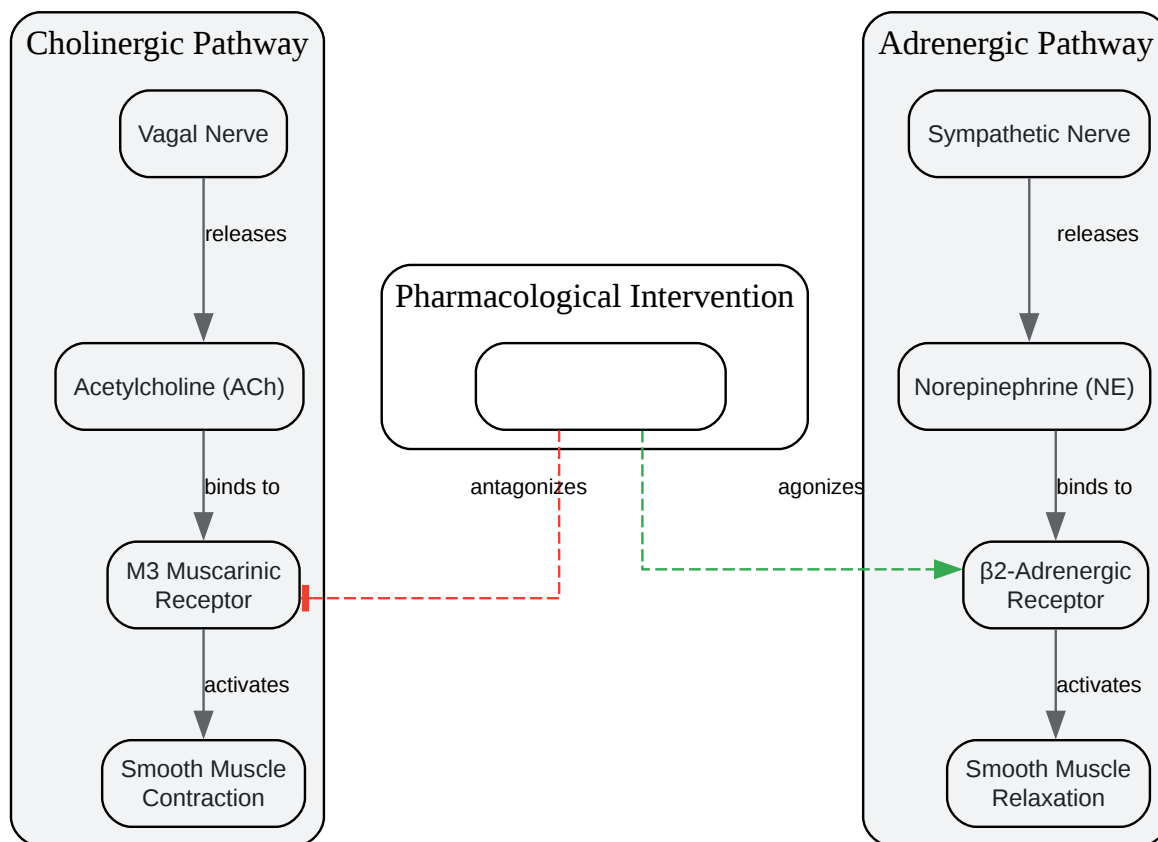 Cholinergic Pathway
Vagal Nerve
releases
Acetylcholine (ACh)
binds to
M3 Muscarinic
Receptor
activates
Smooth Muscle
Contraction
Pharmacological Intervention
antagonizes
agonizes
Adrenergic Pathway
Sympathetic Nerve
releases
Norepinephrine (NE)
binds to
β2-Adrenergic
Receptor
activates
Smooth Muscle
Relaxation